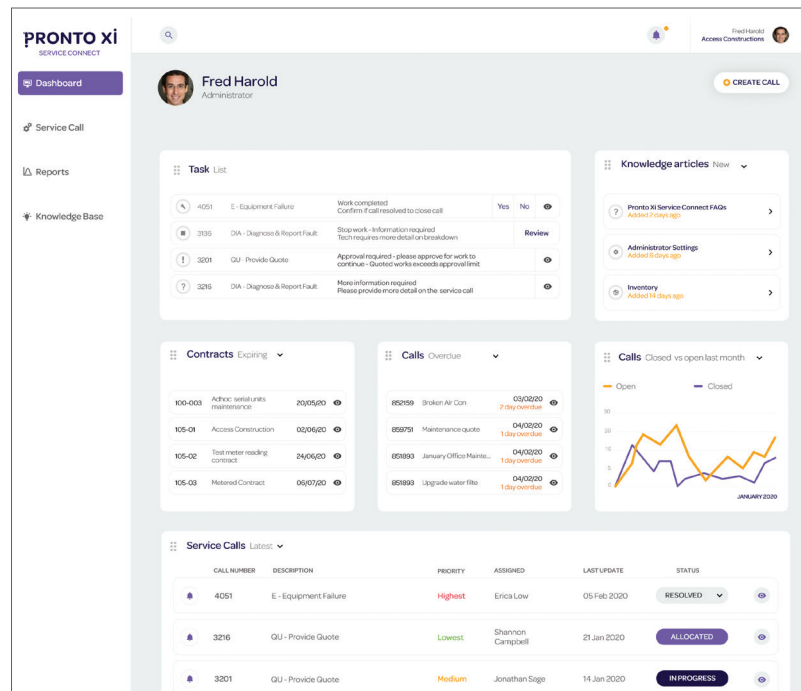 PRONTO Xi
SERVICE CONNECT
Fred Harold
Access Constructions
Dashboard
Service Call
Reports
Knowledge Base
Fred Harold
Administrator
CREATE CALL
Task List
4051 E - Equipment Failure Work completed Yes No
Confirm if call resolved to close call
3136 DIA - Diagnose & Report Fault Stop work - Information required Review
Tech requires more detail on breakdown
3201 QU - Provide Quote Approval required - please approve for work to
continue - Quoted works exceeds approval limit
3216 DIA - Diagnose & Report Fault More information required
Please provide more detail on the service call
Knowledge articles New
Pronto Xi Service Connect FAQs
Added 2 days ago
Administrator Settings
Added 6 days ago
Inventory
Added 14 days ago
Contracts Expiring
100-003 Adhoc serial units 20/05/20
maintenance
105-01 Access Construction 02/06/20
105-02 Test meter reading 24/06/20
contract
105-03 Metered Contract 06/07/20
Calls Overdue
852159 Broken Air Con 03/02/20
2 day overdue
859751 Maintenance quote 04/02/20
1 day overdue
851893 January Office Mainte... 04/02/20
1 day overdue
851893 Upgrade water filte 04/02/20
1 day overdue
Calls Closed vs open last month
Open Closed
30
20
10
5
0
JANUARY 2020
Service Calls Latest
CALL NUMBER DESCRIPTION PRIORITY ASSIGNED LAST UPDATE STATUS
4051 E - Equipment Failure Highest Erica Low 05 Feb 2020 RESOLVED
3216 QU - Provide Quote Lowest Shannon Campbell 21 Jan 2020 ALLOCATED
3201 QU - Provide Quote Medium Jonathan Sage 14 Jan 2020 IN PROGRESS